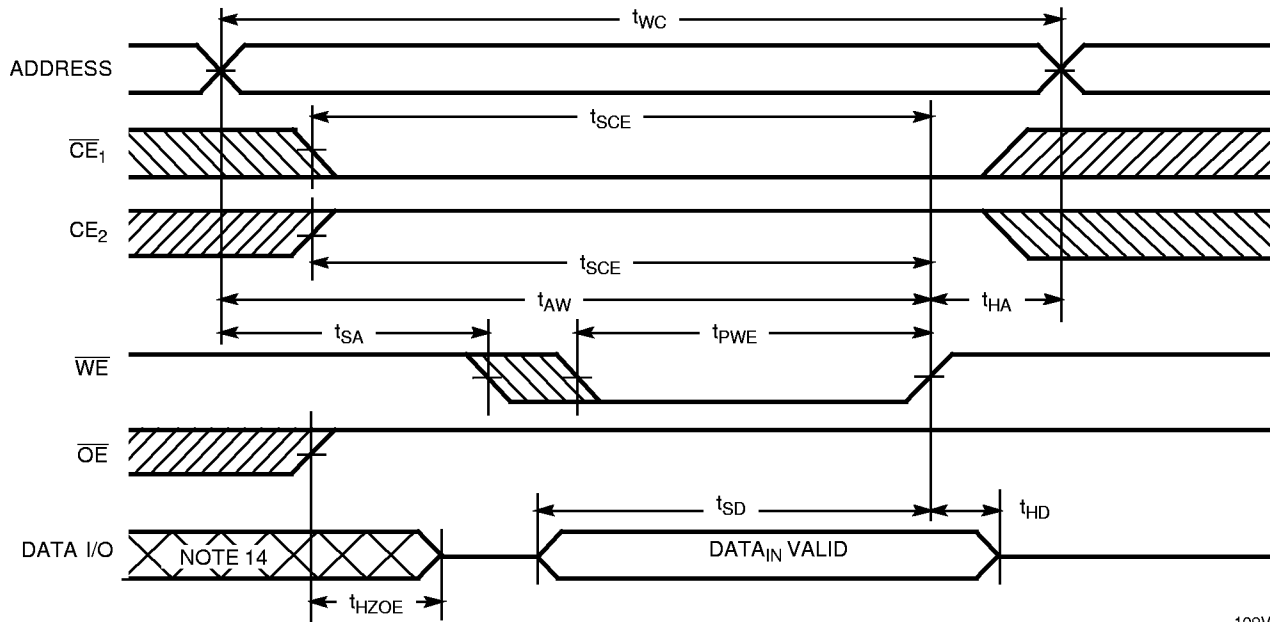 tWC
ADDRESS
tSCE
CE1
CE2
tSCE
tAW
tHA
tSA
tPWE
WE
OE
tSD
tHD
DATA I/O
NOTE 14
DATAIN VALID
tHZOE